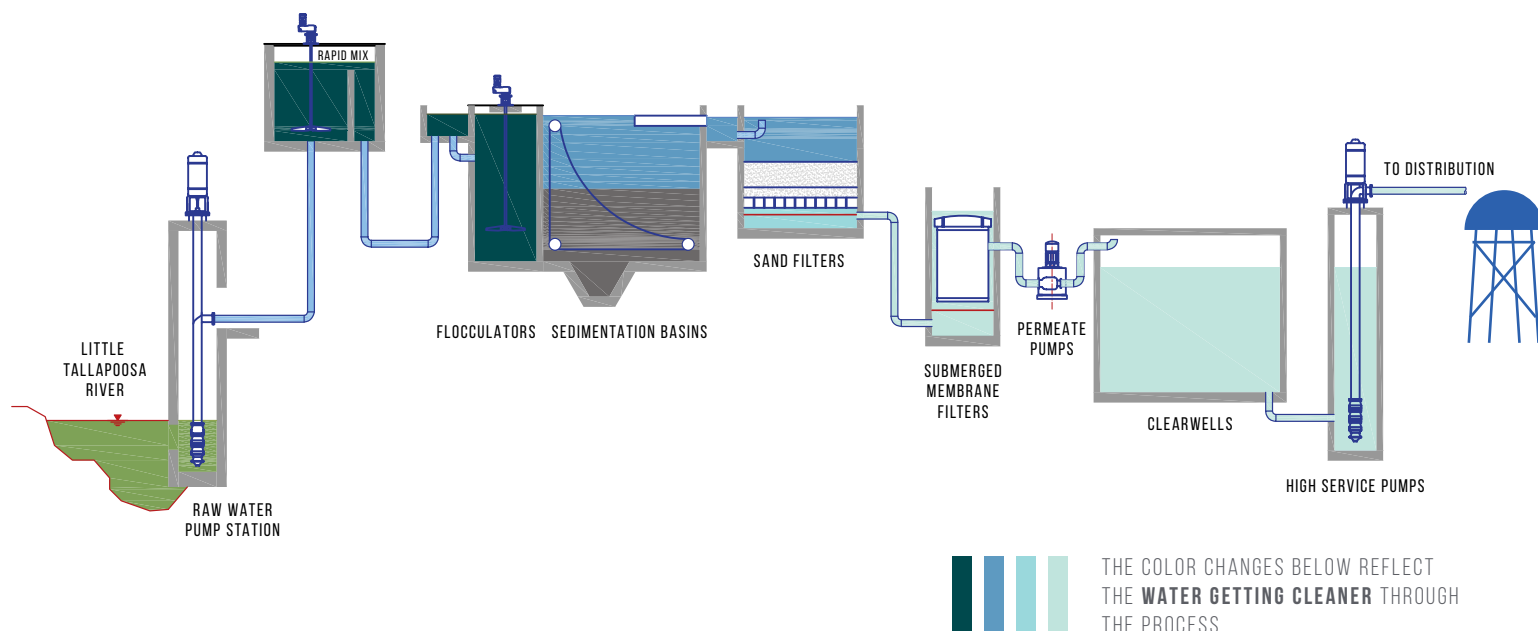 RAPID MIX
TO DISTRIBUTION
SAND FILTERS
FLOCCULATORS
SEDIMENTATION BASINS
PERMEATE
PUMPS
LITTLE
TALLAPOOSA
RIVER
SUBMERGED
MEMBRANE
FILTERS
CLEARWELLS
HIGH SERVICE PUMPS
RAW WATER
PUMP STATION
THE COLOR CHANGES BELOW REFLECT
THE WATER GETTING CLEANER THROUGH
THE PROCESS